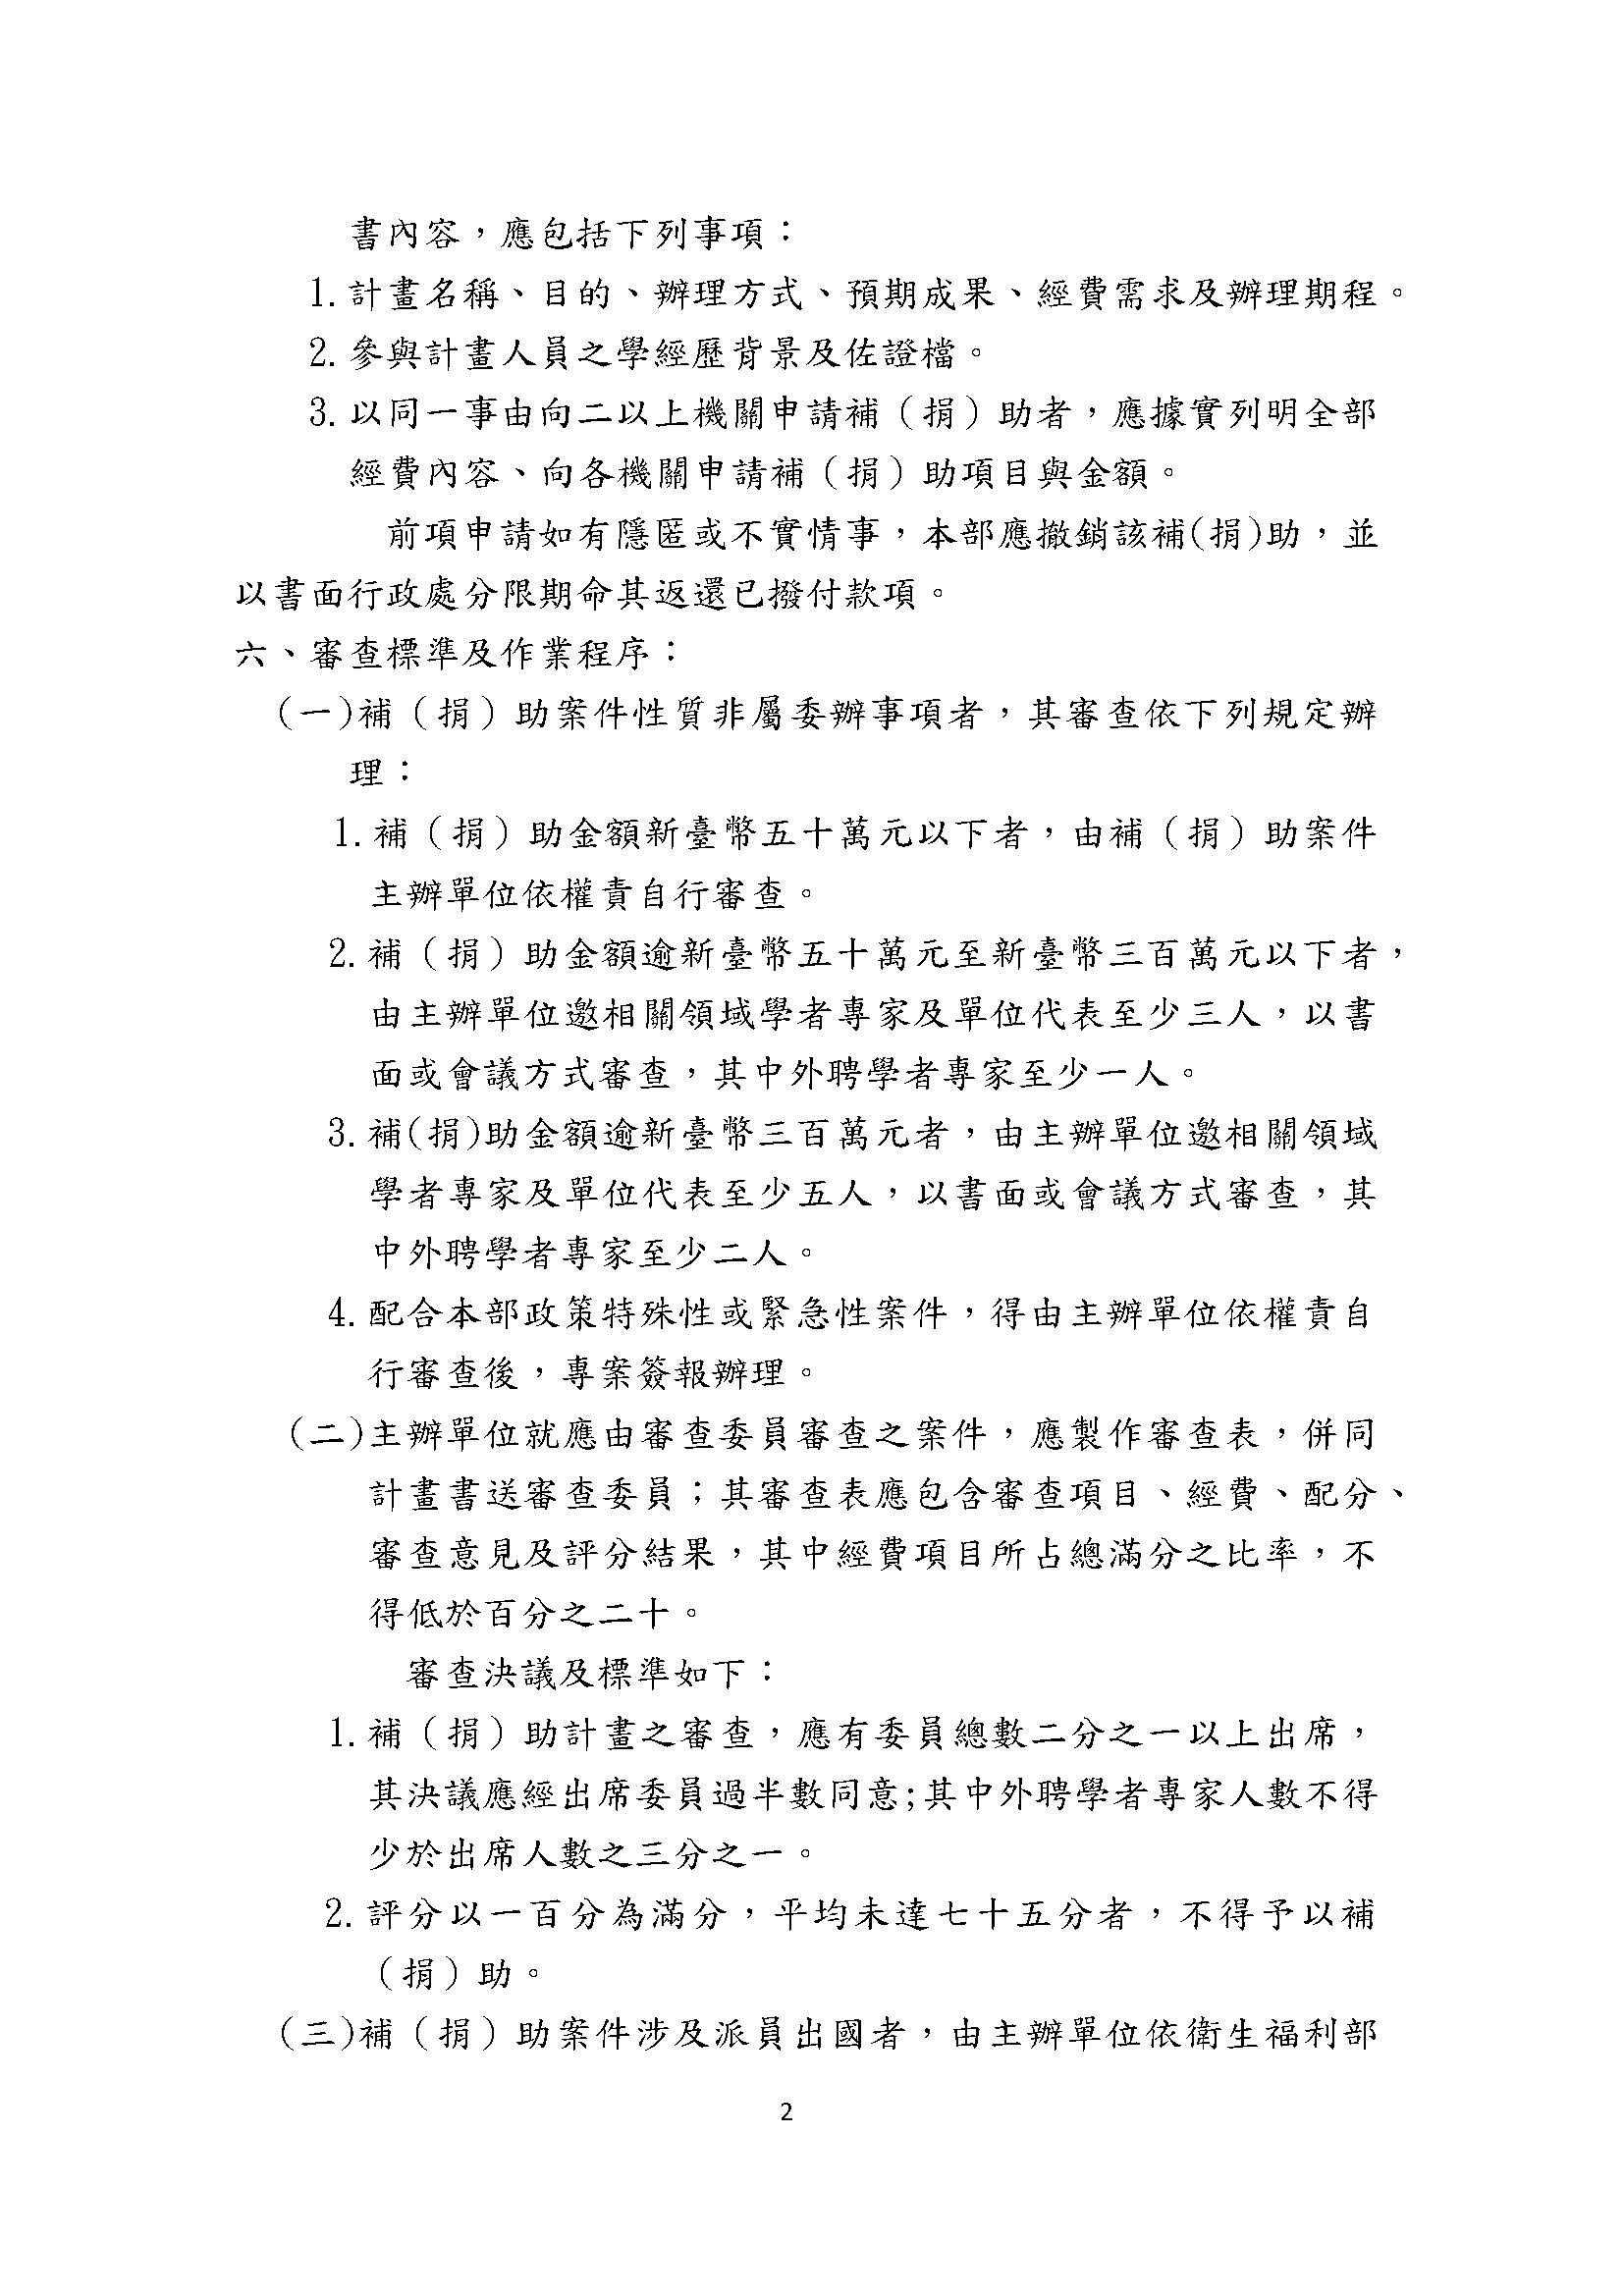 書內容，應包括下列事項：
1.計畫名稱、目的、辦理方式、預期成果、經費需求及辦理期程。
2.參與計畫人員之學經歷背景及佐證檔。
3.以同一事由向二以上機關申請補（捐）助者，應據實列明全部
經費內容、向各機關申請補（捐）助項目與金額。
前項申請如有隱匿或不實情事，本部應撤銷該補(捐)助，並
以書面行政處分限期命其返還已撥付款項。
六、審查標準及作業程序：
(一)補（捐）助案件性質非屬委辦事項者，其審查依下列規定辦
理：
1.補（捐）助金額新臺幣五十萬元以下者，由補（捐）助案件
主辦單位依權責自行審查。
2.補（捐）助金額逾新臺幣五十萬元至新臺幣三百萬元以下者，
由主辦單位邀相關領域學者專家及單位代表至少三人，以書
面或會議方式審查，其中外聘學者專家至少一人。
3.補(捐)助金額逾新臺幣三百萬元者，由主辦單位邀相關領域
學者專家及單位代表至少五人，以書面或會議方式審查，其
中外聘學者專家至少二人。
4.配合本部政策特殊性或緊急性案件，得由主辦單位依權責自
行審查後，專案簽報辦理。
(二)主辦單位就應由審查委員審查之案件，應製作審查表，併同
計畫書送審查委員；其審查表應包含審查項目、經費、配分、
審查意見及評分結果，其中經費項目所占總滿分之比率，不
得低於百分之二十。
審查決議及標準如下：
1.補（捐）助計畫之審查，應有委員總數二分之一以上出席，
其決議應經出席委員過半數同意;其中外聘學者專家人數不得
少於出席人數之三分之一。
2.評分以一百分為滿分，平均未達七十五分者，不得予以補
（捐）助。
(三)補（捐）助案件涉及派員出國者，由主辦單位依衛生福利部
2